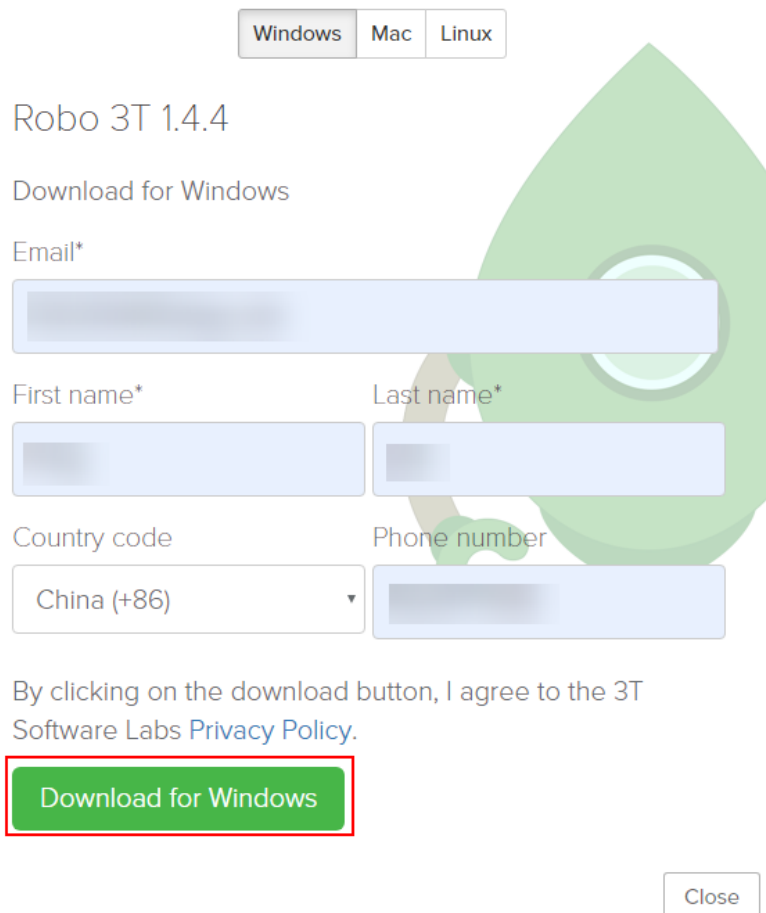 Windows Mac Linux
Robo 3T 1.4.4
Download for Windows
Email*
First name* Last name*
Country code Phone number
China (+86)
By clicking on the download button, I agree to the 3T
Software Labs Privacy Policy.
Download for Windows
Close